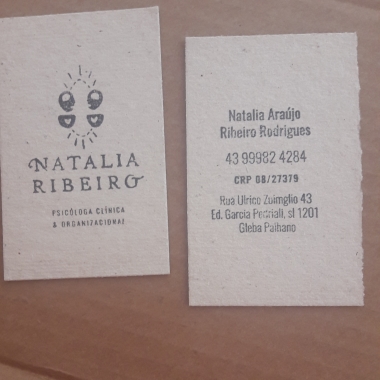 NATALIA
RIBEIRO
PSICÓLOGA CLÍNICA
& ORGANIZACIONAL
Natalia Araújo
Ribeiro Rodrigues
43 99982 4284
CRP 08/27379
Rua Ulrico Zuimglio 43
Ed. Garcia Pedriali, sl 1201
Gleba Palhano